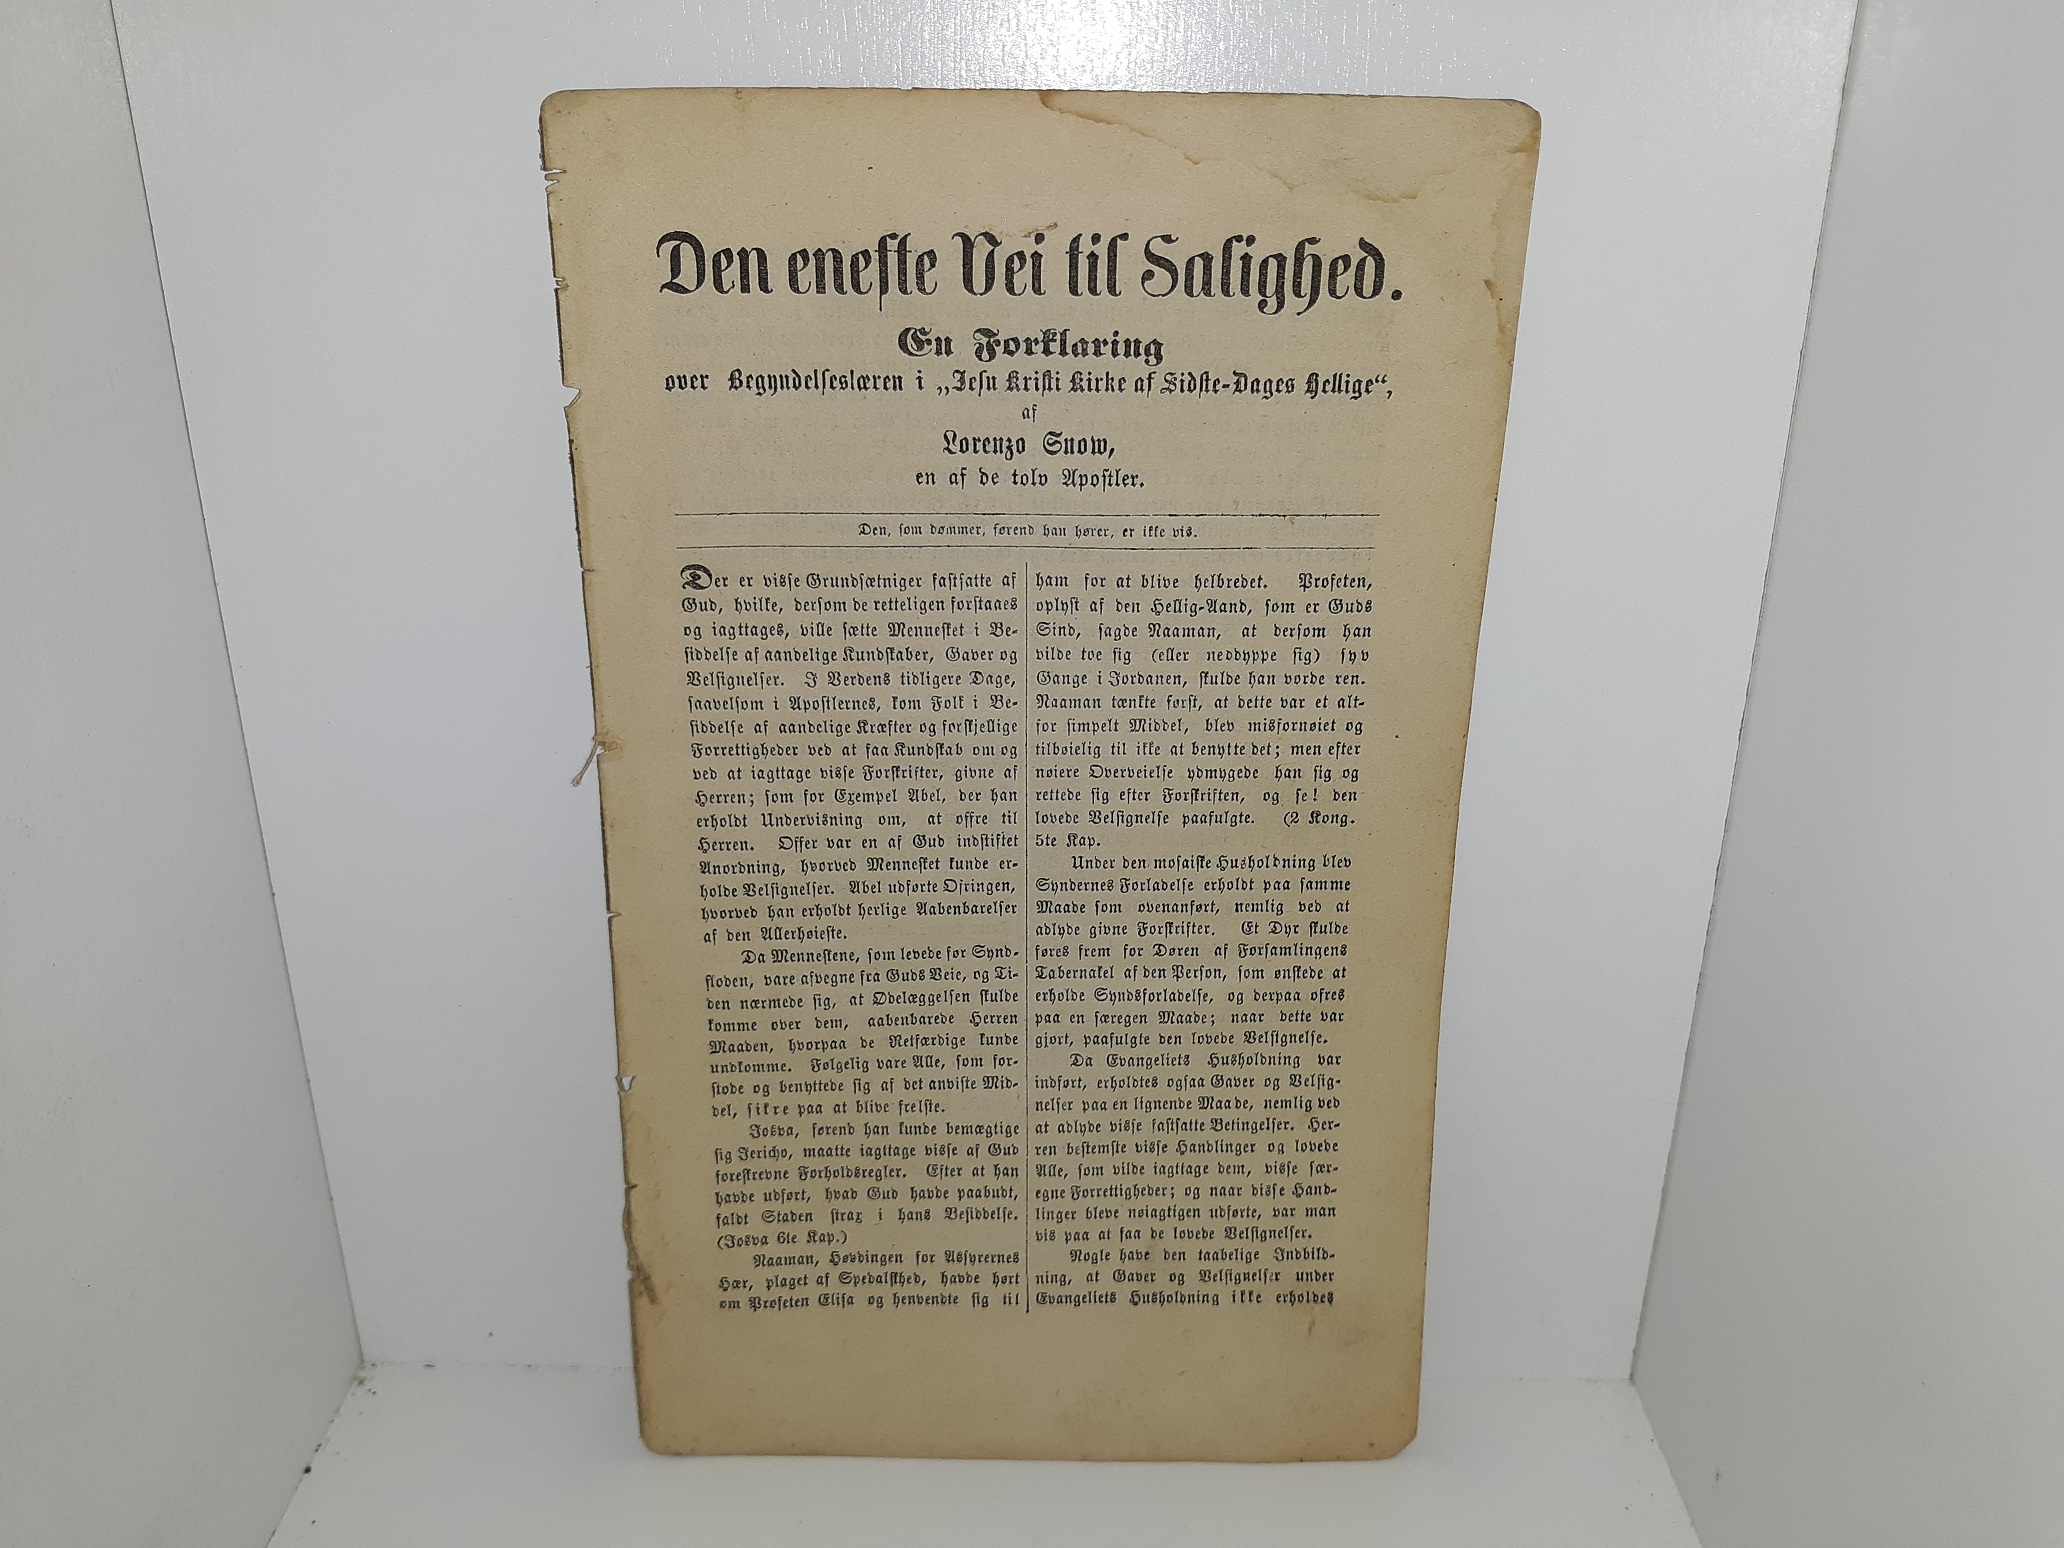 Den eneste Vei til Salighed.
En Forklaring
over Begyndelseslæren i „Jesu Kristi Kirke af Sidste-Dages Hellige“,
af
Lorenzo Snow,
en af de tolv Apostler.
Den, som dømmer, førend han hører, er ikke vis.
Der er visse Grundsætniger fastsatte af
Gud, hvilke, dersom de retteligen forstaaes
og iagttages, ville sætte Mennesket i Be-
siddelse af aandelige Kundskaber, Gaver og
Velsignelser. I Verdens tidligere Dage,
saavelsom i Apostlernes, kom Folk i Be-
siddelse af aandelige Kræfter og forskjellige
Forrettigheder ved at faa Kundskab om og
ved at iagttage visse Forskrifter, givne af
Herren; som for Exempel Abel, der han
erholdt Undervisning om, at offre til
Herren. Offer var en af Gud indstiftet
Anordning, hvorved Mennesket kunde er-
holde Velsignelser. Abel udførte Ofringen,
hvorved han erholdt herlige Aabenbarelser
af den Allerhøieste.
Da Menneskene, som levede før Synd-
floden, vare afvegne fra Guds Veie, og Ti-
den nærmede sig, at Ødelæggelsen skulde
komme over dem, aabenbarede Herren
Maaden, hvorpaa de Retfærdige kunde
undkomme. Følgelig vare Alle, som for-
stode og benyttede sig af det anviste Mid-
del, sikre paa at blive frelste.
Josva, førend han kunde bemægtige
sig Jericho, maatte iagttage visse af Gud
foreskrevne Forholdsregler. Efter at han
havde udført, hvad Gud havde paabudt,
faldt Staden strax i hans Besiddelse.
(Josva 6te Kap.)
Naaman, Høvdingen for Assyrernes
Hær, plaget af Spedalskhed, havde hørt
om Profeten Elisa og henvendte sig til
ham for at blive helbredet. Profeten,
oplyst af den Hellig-Aand, som er Guds
Sind, sagde Naaman, at dersom han
vilde toe sig (eller neddyppe sig) syv
Gange i Jordanen, skulde han vorde ren.
Naaman tænkte først, at dette var et alt-
for simpelt Middel, blev misfornøiet og
tilbøielig til ikke at benytte det; men efter
nøiere Overveielse ydmygede han sig og
rettede sig efter Forskriften, og se! den
lovede Velsignelse paafulgte. (2 Kong.
5te Kap.
Under den mosaiske Husholdning blev
Syndernes Forladelse erholdt paa samme
Maade som ovenanført, nemlig ved at
adlyde givne Forskrifter. Et Dyr skulde
føres frem for Døren af Forsamlingens
Tabernakel af den Person, som ønskede at
erholde Syndsforladelse, og derpaa ofres
paa en særegen Maade; naar dette var
gjort, paafulgte den lovede Velsignelse.
Da Evangeliets Husholdning var
indført, erholdtes ogsaa Gaver og Velsig-
nelser paa en lignende Maade, nemlig ved
at adlyde visse fastsatte Betingelser. Her-
ren bestemste visse Handlinger og lovede
Alle, som vilde iagttage dem, visse sær-
egne Forrettigheder; og naar disse Hand-
linger bleve nøiagtigen udførte, var man
vis paa at faa de lovede Velsignelser.
Nogle have den taabelige Indbild-
ning, at Gaver og Velsignelser under
Evangeliets Husholdning ikke erholdes